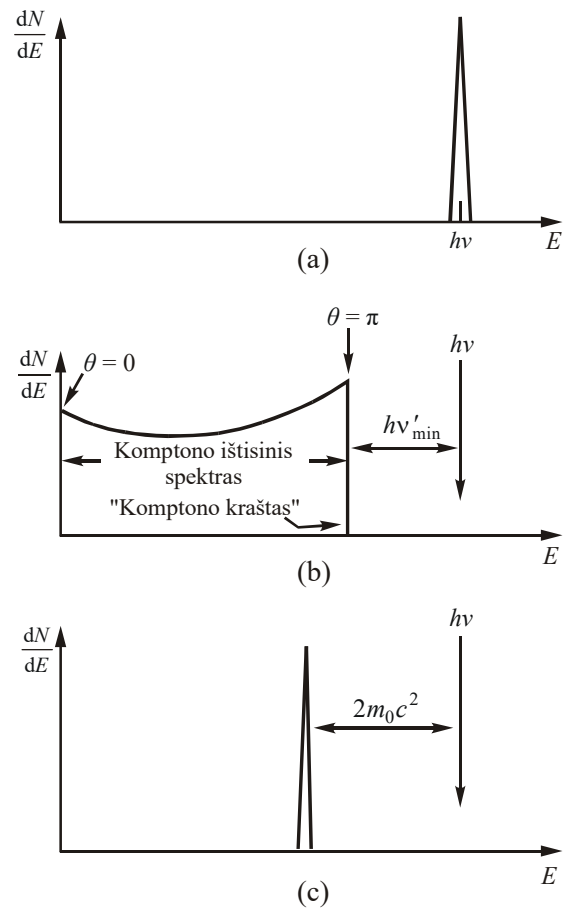 dN
dE
hν
E
(a)
θ = π
dN
dE
θ = 0
hν
hν′min
Komptono ištisinis
spektras
"Komptono kraštas"
E
(b)
dN
dE
hν
2m₀c²
E
(c)